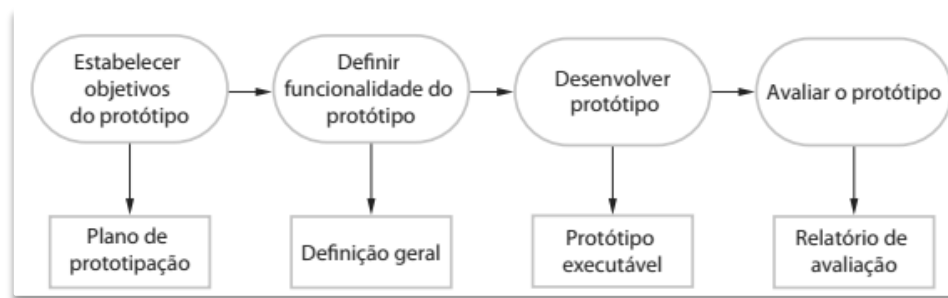 Estabelecer
objetivos
do protótipo
Definir
funcionalidade do
protótipo
Desenvolver
protótipo
Avaliar o protótipo
Plano de
prototipação
Definição geral
Protótipo
executável
Relatório de
avaliação